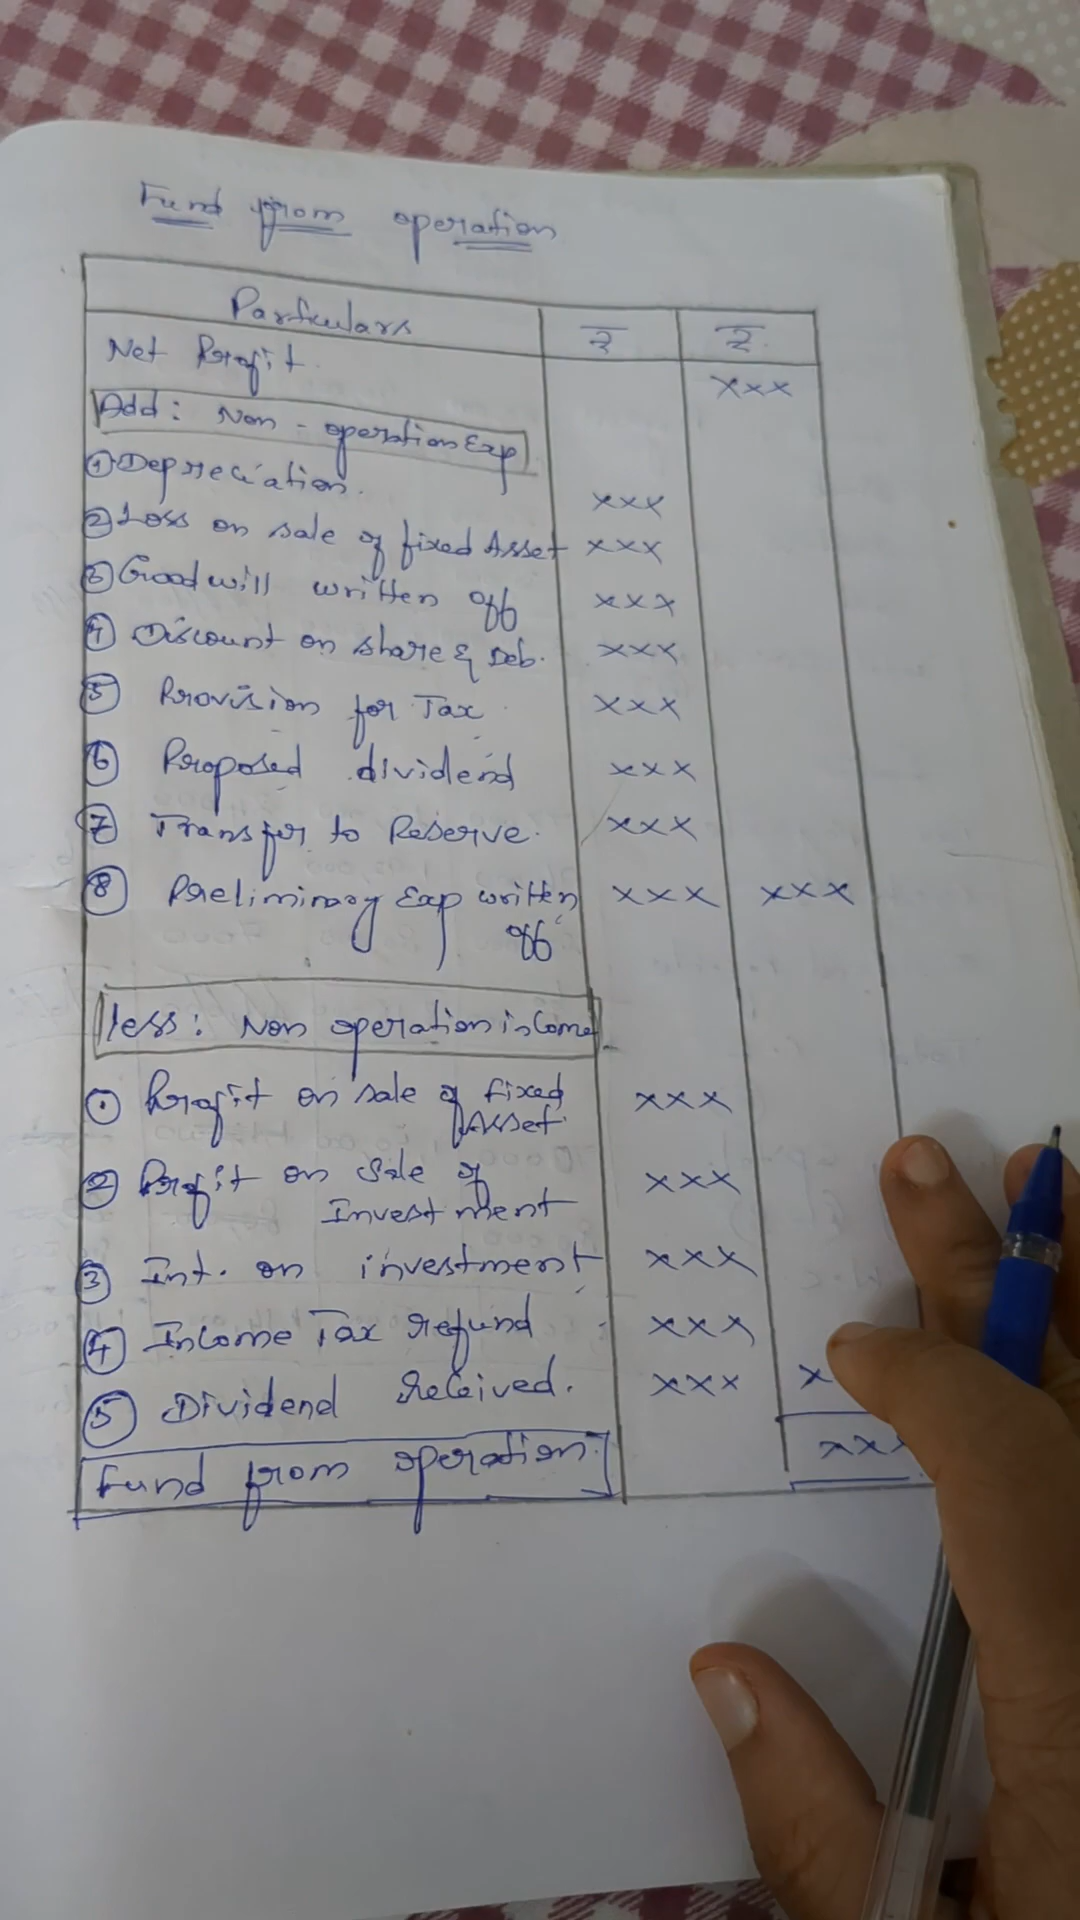 Fund from operation
Particulars ₹ ₹
Net Profit xxx
Add: Non - operation Exp
① Depreciation. xxx
② Loss on sale of fixed Asset xxx
③ Goodwill written off xxx
④ Discount on share & Deb. xxx
⑤ Provision for Tax xxx
⑥ Proposed dividend xxx
⑦ Transfer to Reserve. xxx
⑧ Preliminary Exp written xxx xxx
off
less: Non operation income
① Profit on sale of fixed xxx
Asset
② Profit on Sale of xxx
Investment
③ Int. on investment xxx
④ Income Tax refund xxx
⑤ Dividend received. xxx x
Fund from operation xxx